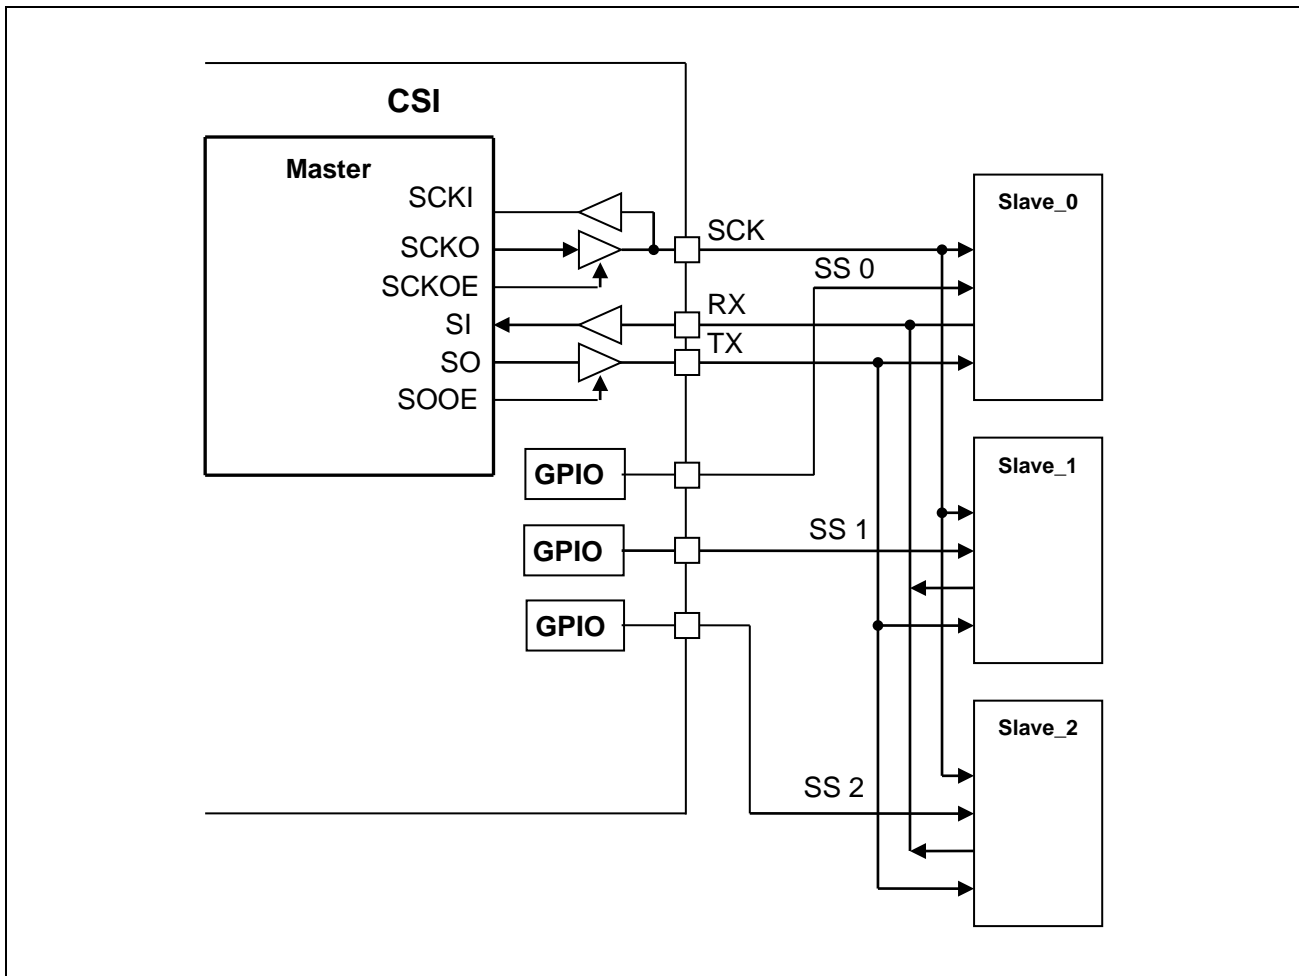 CSI
Master
SCKI
SCKO
SCKOE
SI
SO
SOOE
SCK
SS 0
RX
TX
GPIO
GPIO
SS 1
GPIO
SS 2
Slave_0
Slave_1
Slave_2